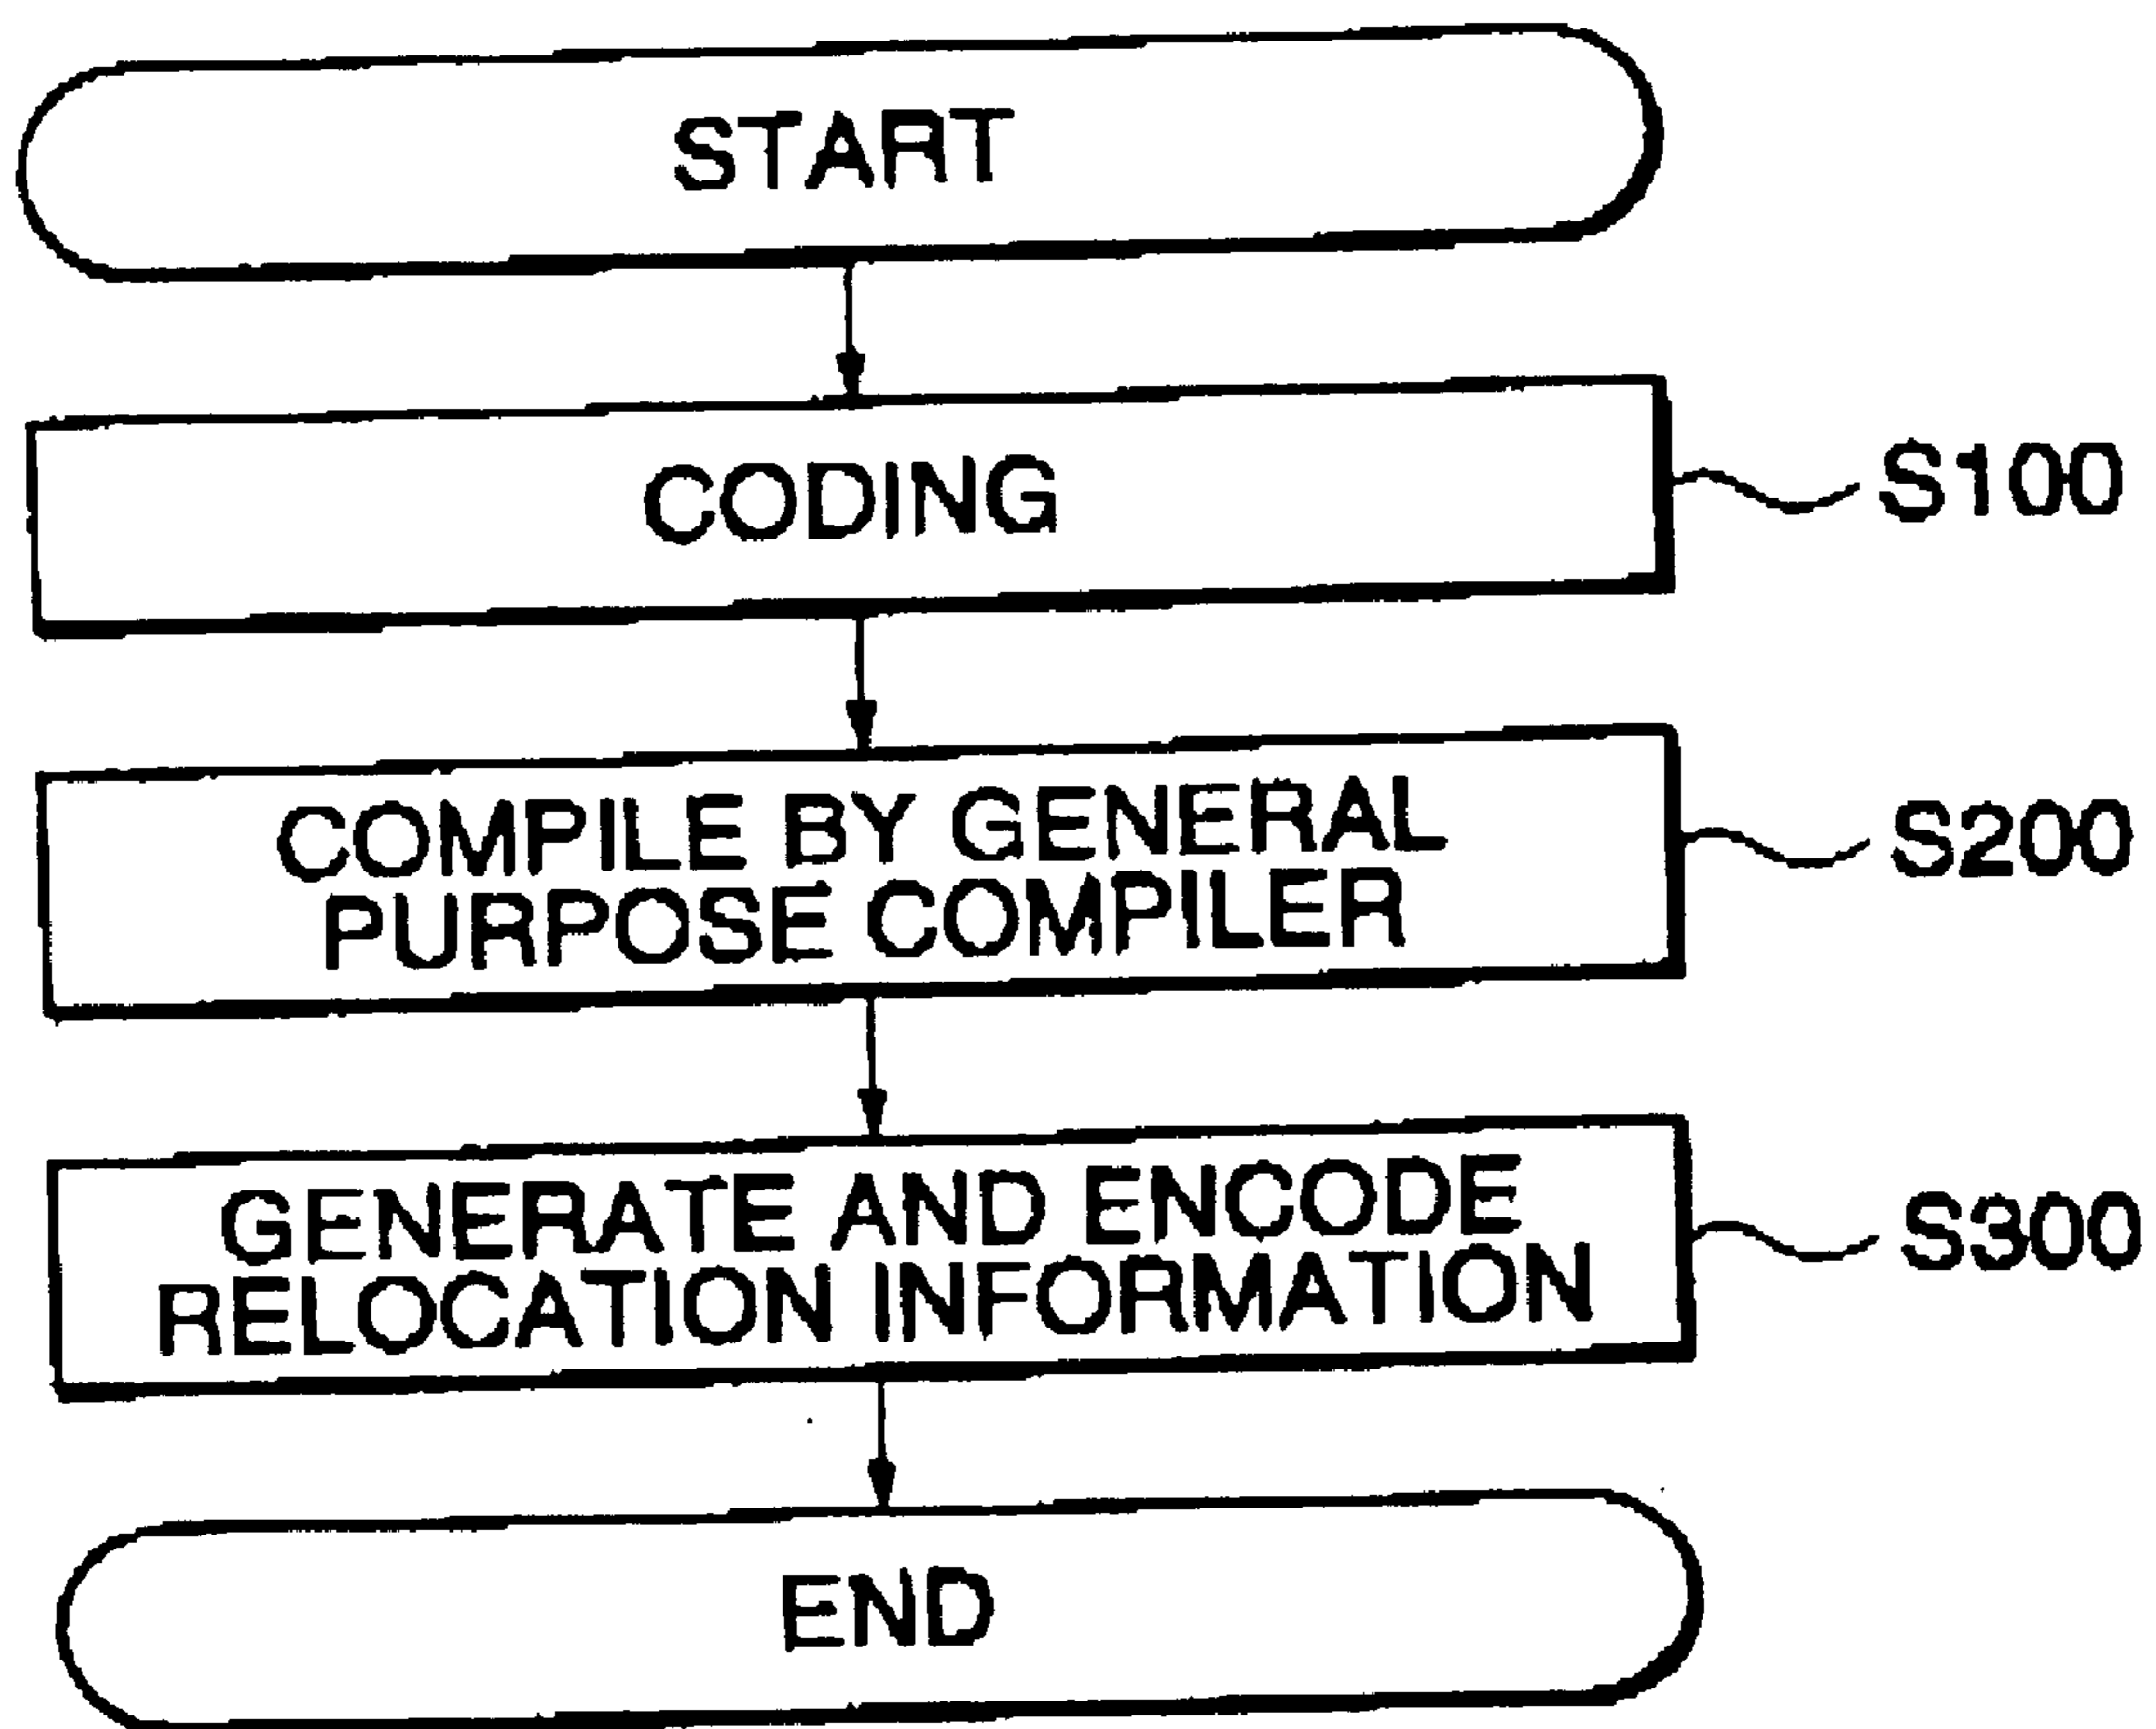 START
CODING
S100
COMPILE BY GENERAL
PURPOSE COMPILER
S200
GENERATE AND ENCODE
RELOCATION INFORMATION
S300
END